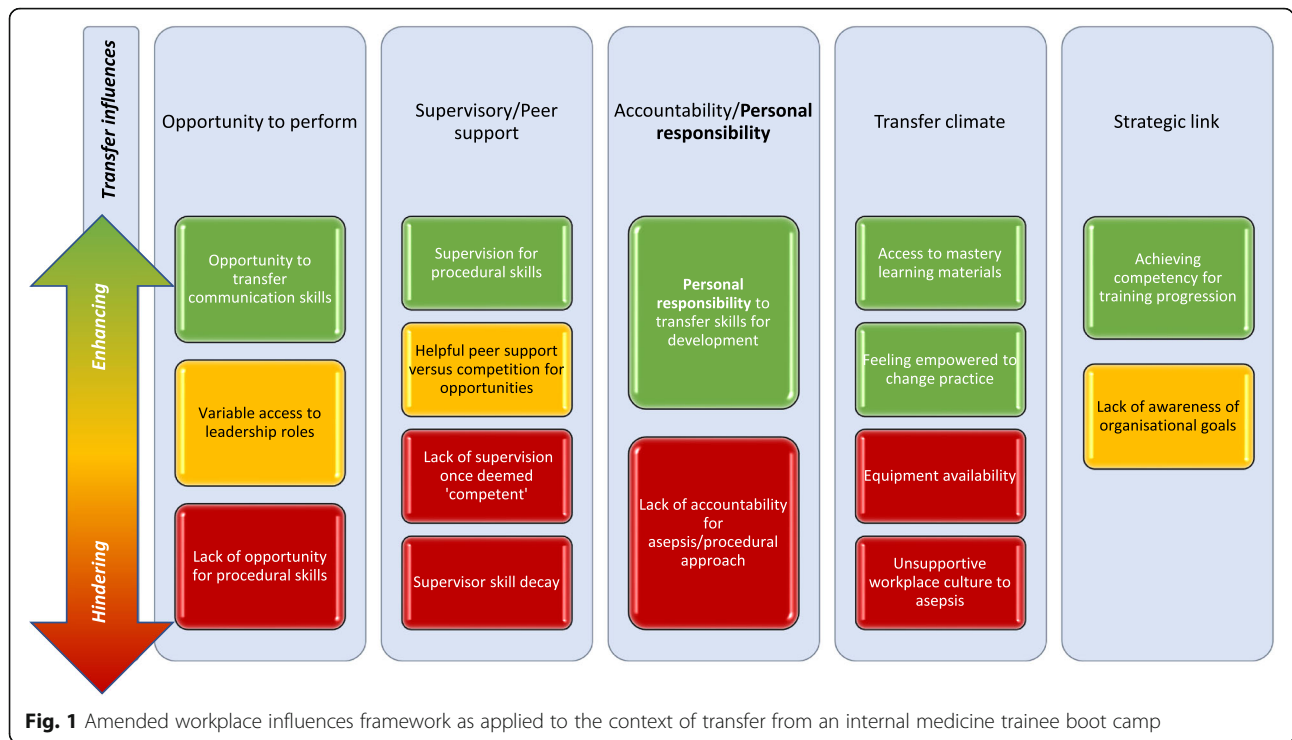 Transfer influences
Enhancing
Hindering
Opportunity to perform
Opportunity to
transfer
communication skills
Variable access to
leadership roles
Lack of opportunity
for procedural skills
Supervisory/Peer
support
Supervision for
procedural skills
Helpful peer support
versus competition for
opportunities
Lack of supervision
once deemed
'competent'
Supervisor skill decay
Accountability/Personal
responsibility
Personal
responsibility to
transfer skills for
development
Lack of accountability
for
asepsis/procedural
approach
Transfer climate
Access to mastery
learning materials
Feeling empowered to
change practice
Equipment availability
Unsupportive
workplace culture to
asepsis
Strategic link
Achieving
competency for
training progression
Lack of awareness of
organisational goals
Fig. 1 Amended workplace influences framework as applied to the context of transfer from an internal medicine trainee boot camp